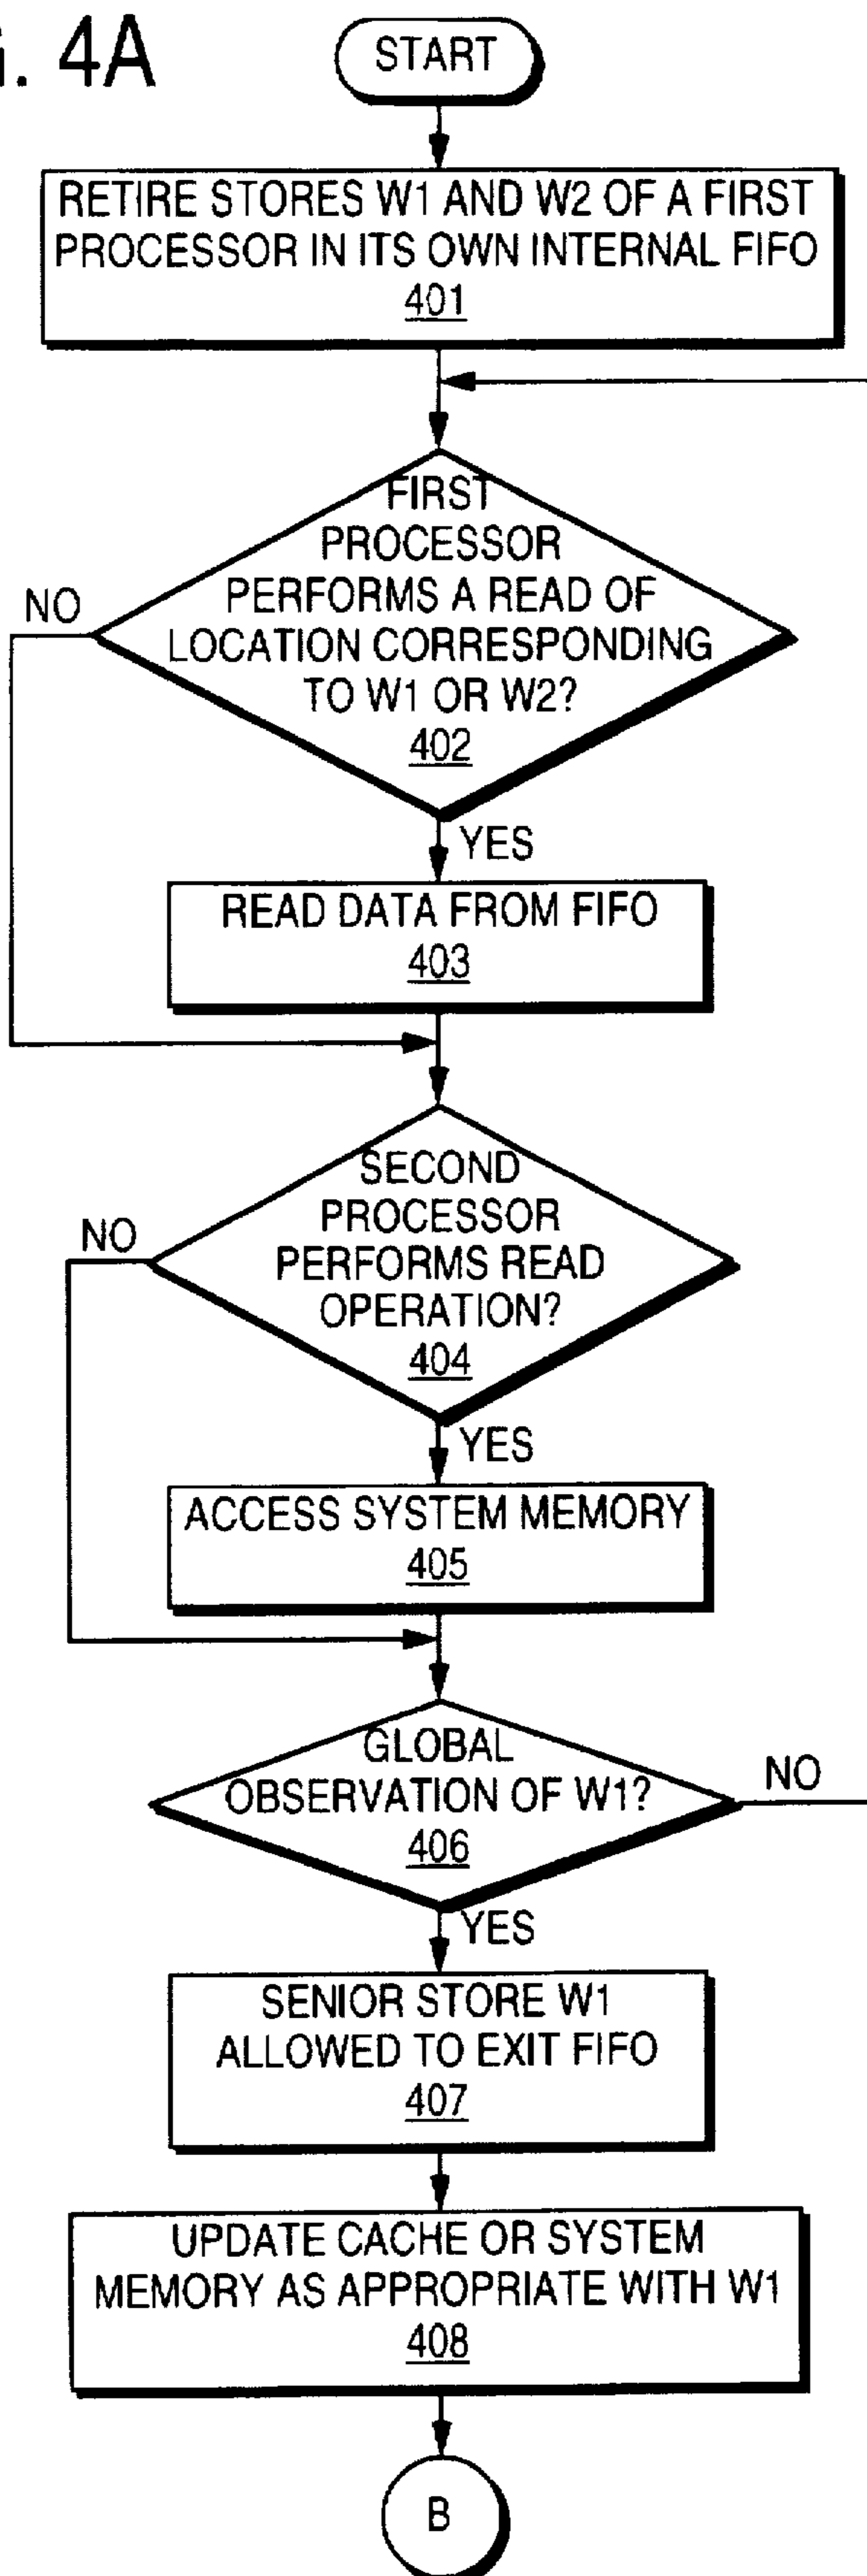 . 4A
START
RETIRE STORES W1 AND W2 OF A FIRST
PROCESSOR IN ITS OWN INTERNAL FIFO
401
FIRST
PROCESSOR
PERFORMS A READ OF
LOCATION CORRESPONDING
TO W1 OR W2?
402
NO
YES
READ DATA FROM FIFO
403
SECOND
PROCESSOR
PERFORMS READ
OPERATION?
404
NO
YES
ACCESS SYSTEM MEMORY
405
GLOBAL
OBSERVATION OF W1?
406
NO
YES
SENIOR STORE W1
ALLOWED TO EXIT FIFO
407
UPDATE CACHE OR SYSTEM
MEMORY AS APPROPRIATE WITH W1
408
B